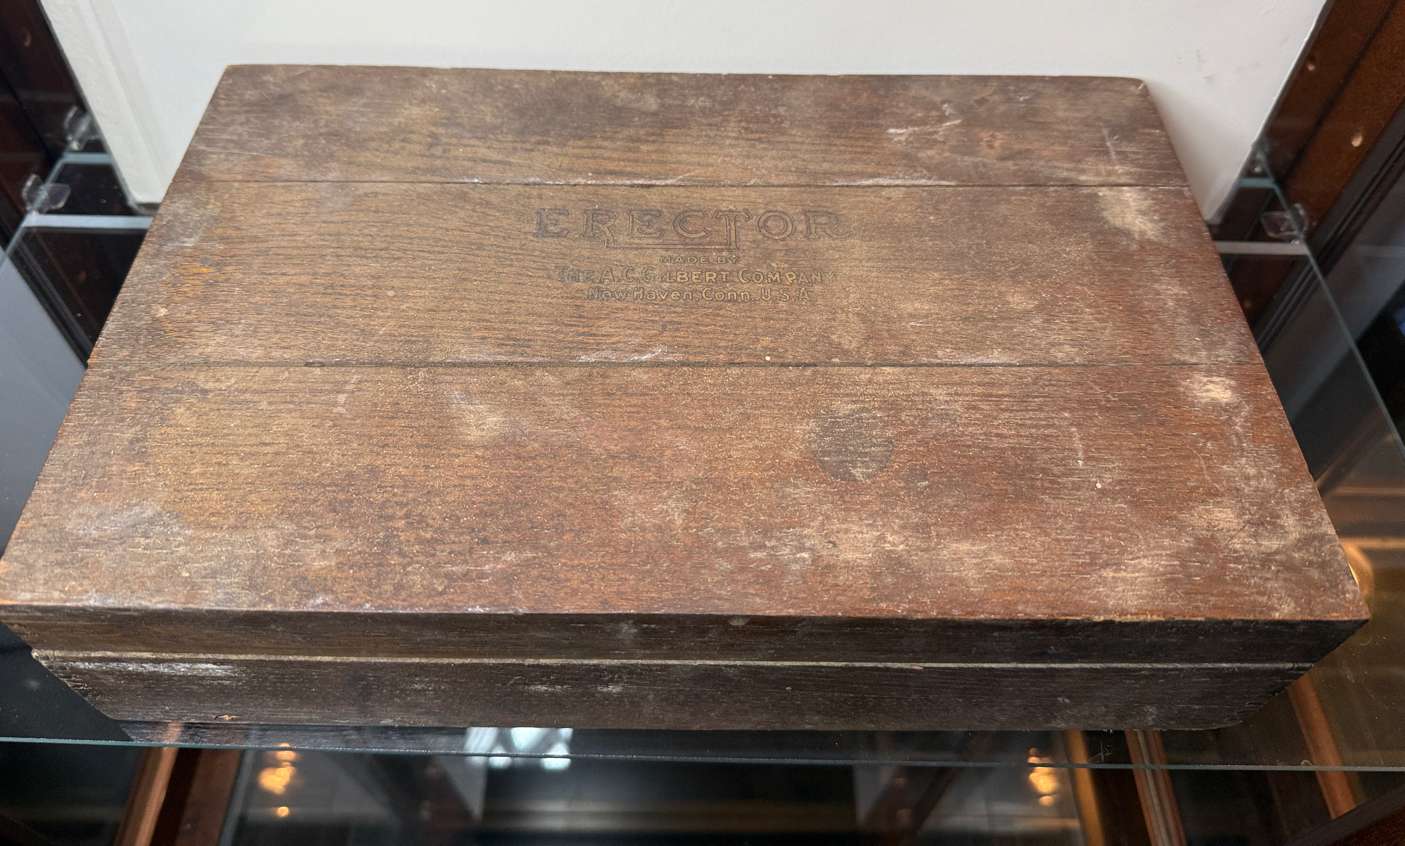 ERECTOR
MADE BY
THE A.C. GILBERT COMPANY
New Haven, Conn. U.S.A.